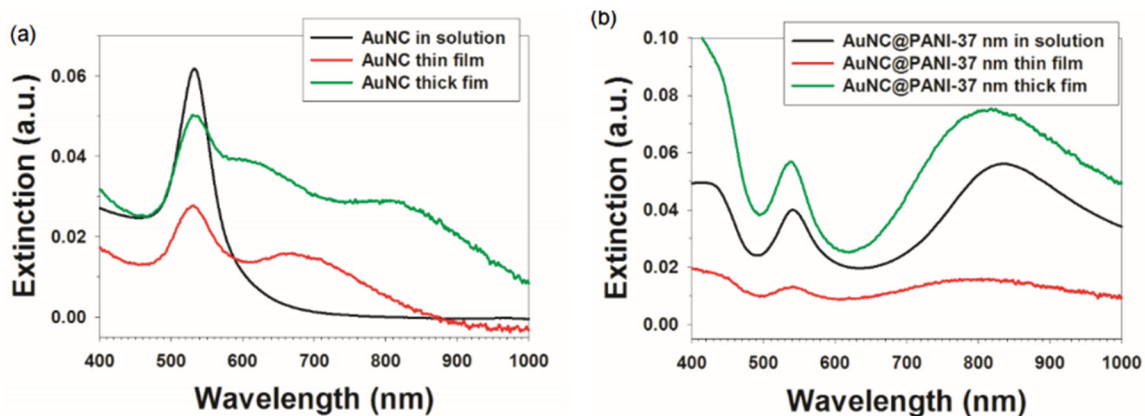 (a)
AuNC in solution
AuNC thin film
AuNC thick fim
Extinction (a.u.)
0.06
0.04
0.02
0.00
400 500 600 700 800 900 1000
Wavelength (nm)
(b)
AuNC@PANI-37 nm in solution
AuNC@PANI-37 nm thin film
AuNC@PANI-37 nm thick fim
Extinction (a.u.)
0.10
0.08
0.06
0.04
0.02
0.00
400 500 600 700 800 900 1000
Wavelength (nm)